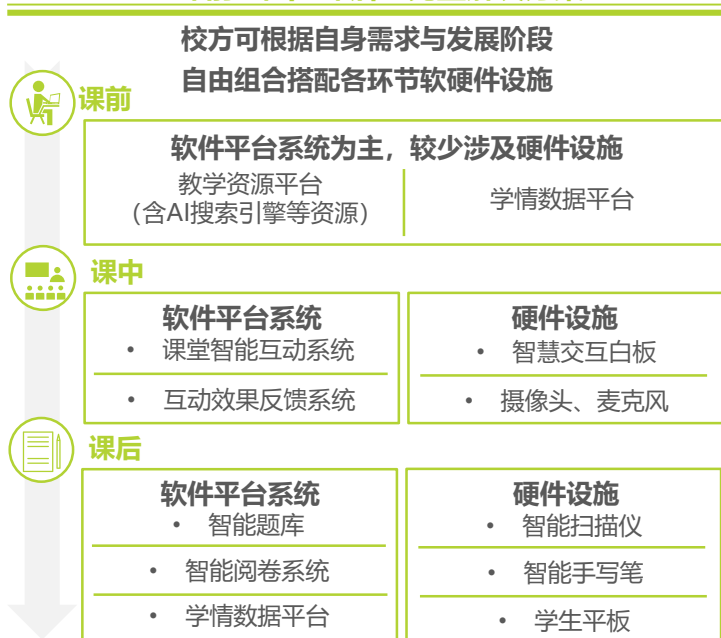 校方可根据自身需求与发展阶段
自由组合搭配各环节软硬件设施
课前
软件平台系统为主，较少涉及硬件设施
教学资源平台
（含AI搜索引擎等资源）
学情数据平台
课中
软件平台系统
• 课堂智能互动系统
• 互动效果反馈系统
硬件设施
• 智慧交互白板
• 摄像头、麦克风
课后
软件平台系统
• 智能题库
• 智能阅卷系统
• 学情数据平台
硬件设施
• 智能扫描仪
• 智能手写笔
• 学生平板